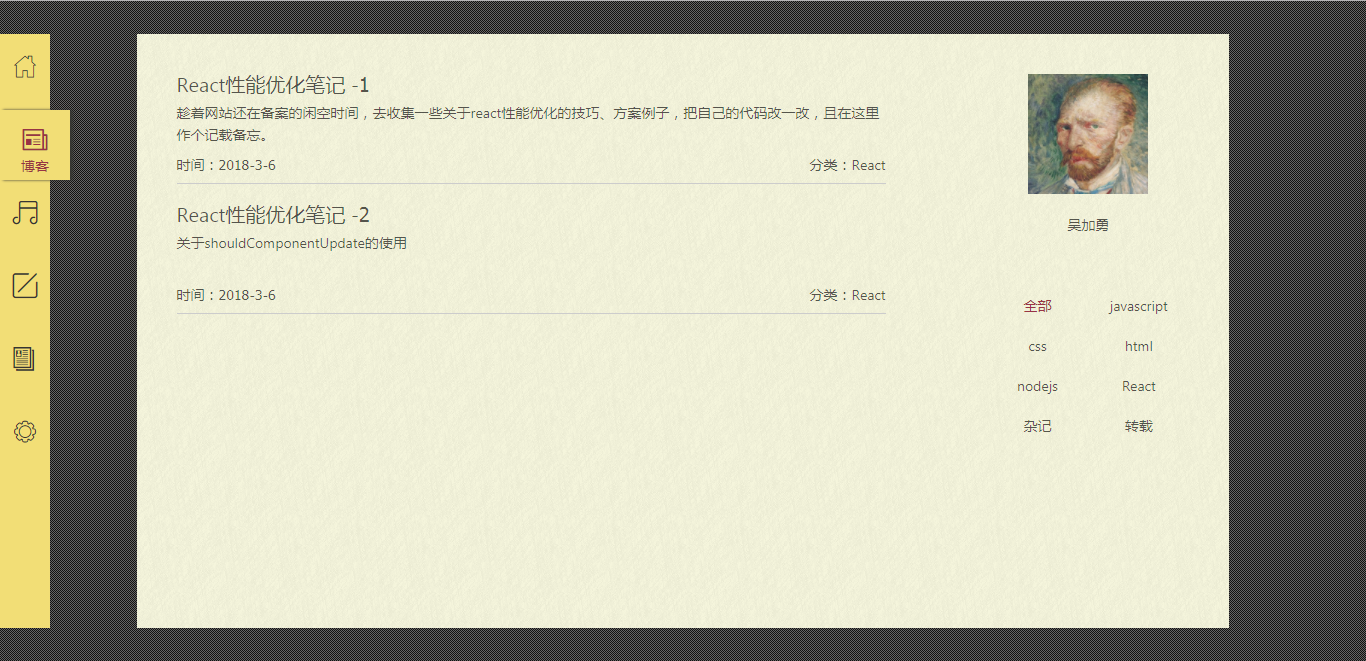 博客
React性能优化笔记 -1
趁着网站还在备案的闲空时间，去收集一些关于react性能优化的技巧、方案例子，把自己的代码改一改，且在这里
作个记载备忘。
时间：2018-3-6 分类：React
React性能优化笔记 -2
关于shouldComponentUpdate的使用
时间：2018-3-6 分类：React
吴加勇
全部 javascript
css html
nodejs React
杂记 转载